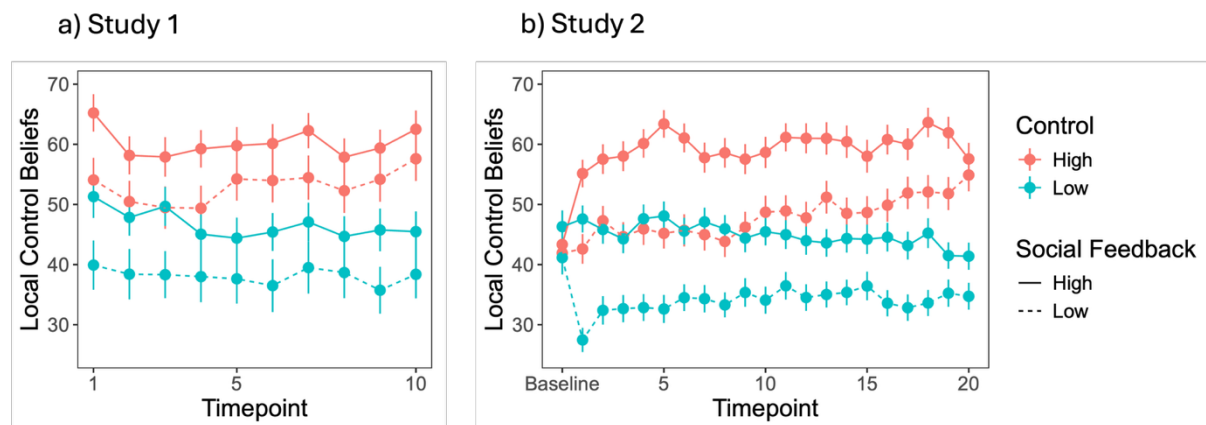 a) Study 1
b) Study 2
Local Control Beliefs
70
60
50
40
30
1
5
10
Timepoint
Local Control Beliefs
70
60
50
40
30
Baseline
5
10
15
20
Timepoint
Control
High
Low
Social Feedback
High
Low